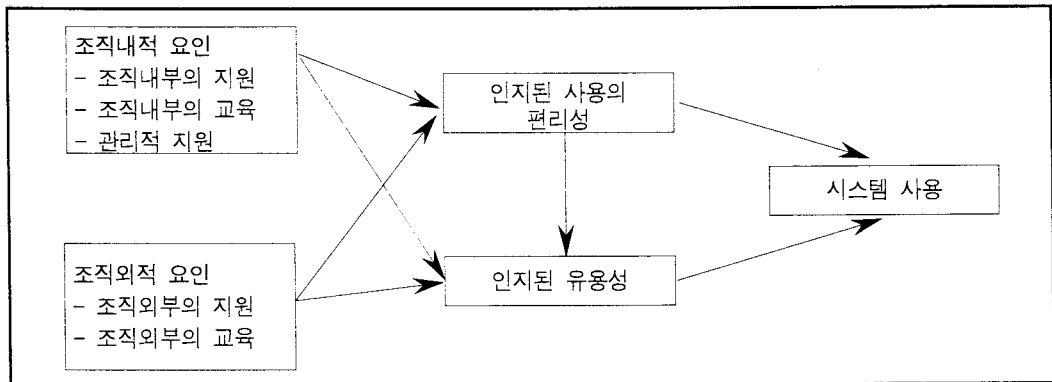 조직내적 요인
- 조직내부의 지원
- 조직내부의 교육
- 관리적 지원
인지된 사용의
편리성
시스템 사용
조직외적 요인
- 조직외부의 지원
- 조직외부의 교육
인지된 유용성